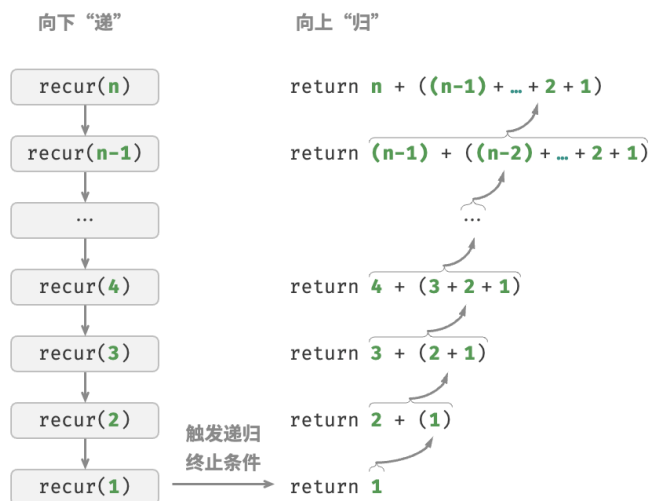 向下“递”
向上“归”
recur(n)
return n + ((n-1)+…+2+1)
recur(n-1)
return (n-1) + ((n-2)+…+2+1)
…
…
recur(4)
return 4 + (3+2+1)
recur(3)
return 3 + (2+1)
recur(2)
return 2 + (1)
触发递归
终止条件
recur(1)
return 1